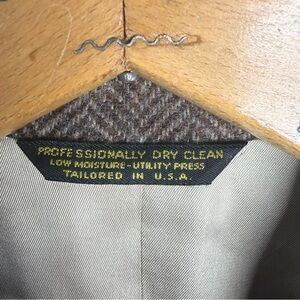 PROFESSIONALLY DRY CLEAN
LOW MOISTURE-UTILITY PRESS
TAILORED IN U.S.A.